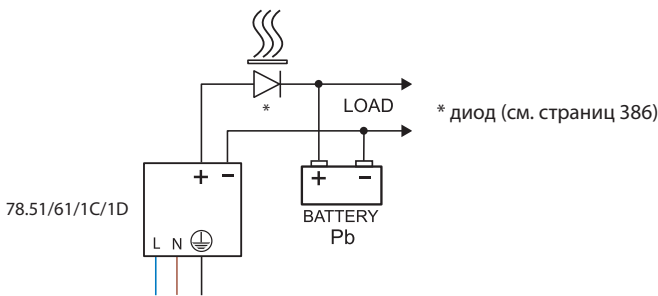 *
LOAD
* диод (см. страниц 386)
+ −
+ −
78.51/61/1C/1D
BATTERY
L N
Pb